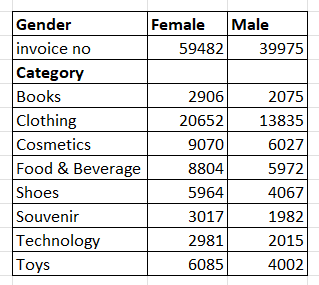 Gender Female Male
invoice no 59482 39975
Category
Books 2906 2075
Clothing 20652 13835
Cosmetics 9070 6027
Food & Beverage 8804 5972
Shoes 5964 4067
Souvenir 3017 1982
Technology 2981 2015
Toys 6085 4002